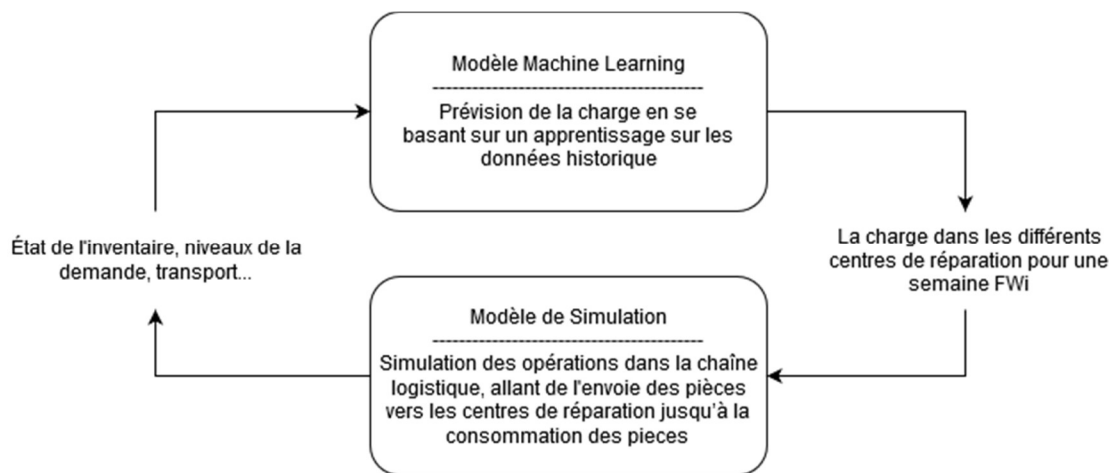 Modèle Machine Learning
Prévision de la charge en se
basant sur un apprentissage sur les
données historique
État de l'inventaire, niveaux de la
demande, transport...
La charge dans les différents
centres de réparation pour une
semaine FWi
Modèle de Simulation
Simulation des opérations dans la chaîne
logistique, allant de l'envoie des pièces
vers les centres de réparation jusqu'à la
consommation des pieces